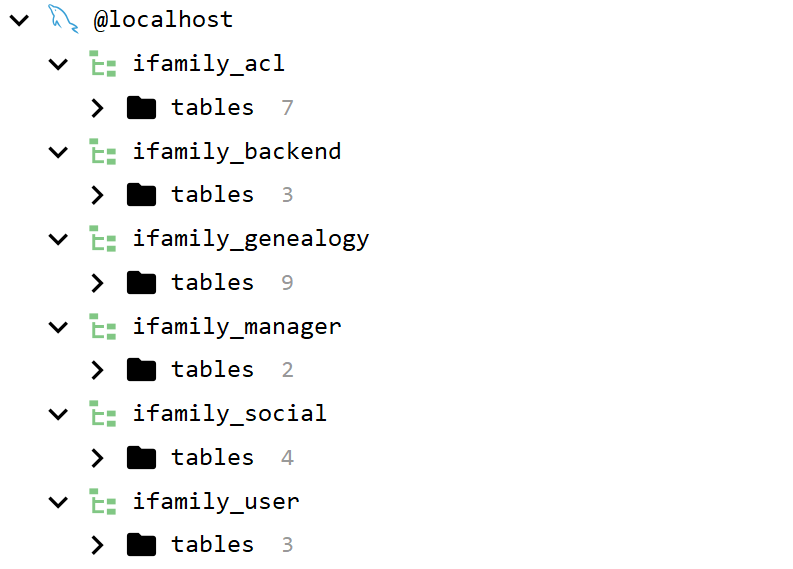 @localhost
ifamily_acl
tables 7
ifamily_backend
tables 3
ifamily_genealogy
tables 9
ifamily_manager
tables 2
ifamily_social
tables 4
ifamily_user
tables 3